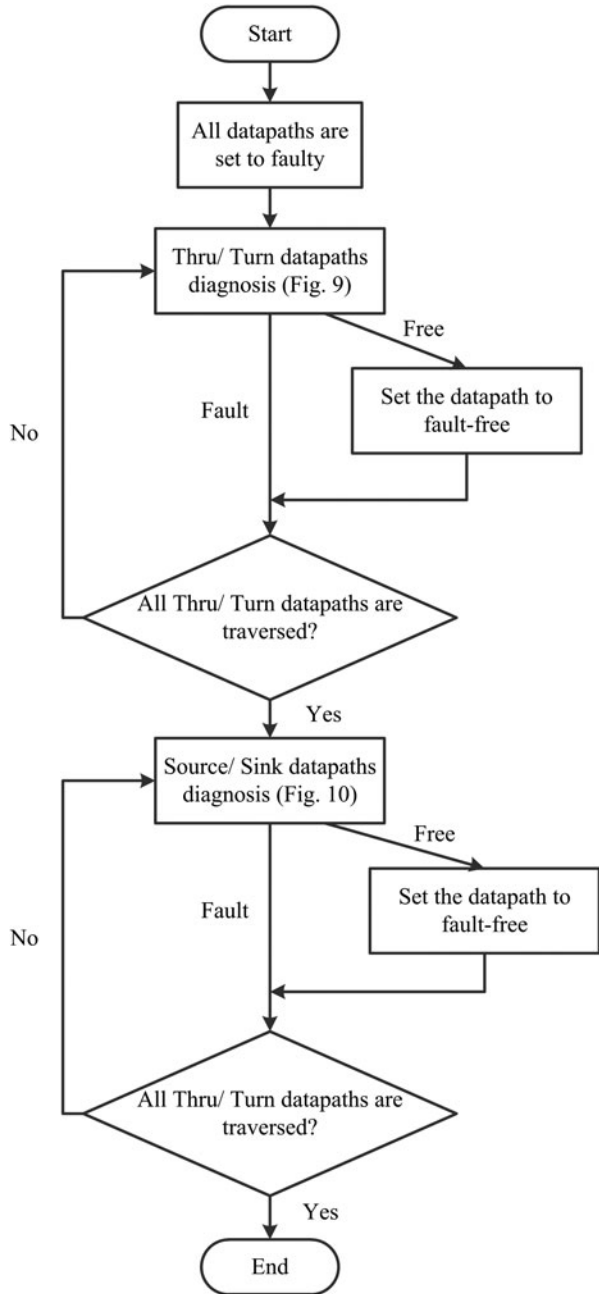 Start
All datapaths are
set to faulty
Thru/ Turn datapaths
diagnosis (Fig. 9)
Free
Set the datapath to
fault-free
Fault
No
All Thru/ Turn datapaths are
traversed?
Yes
Source/ Sink datapaths
diagnosis (Fig. 10)
Free
Set the datapath to
fault-free
Fault
No
All Thru/ Turn datapaths are
traversed?
Yes
End